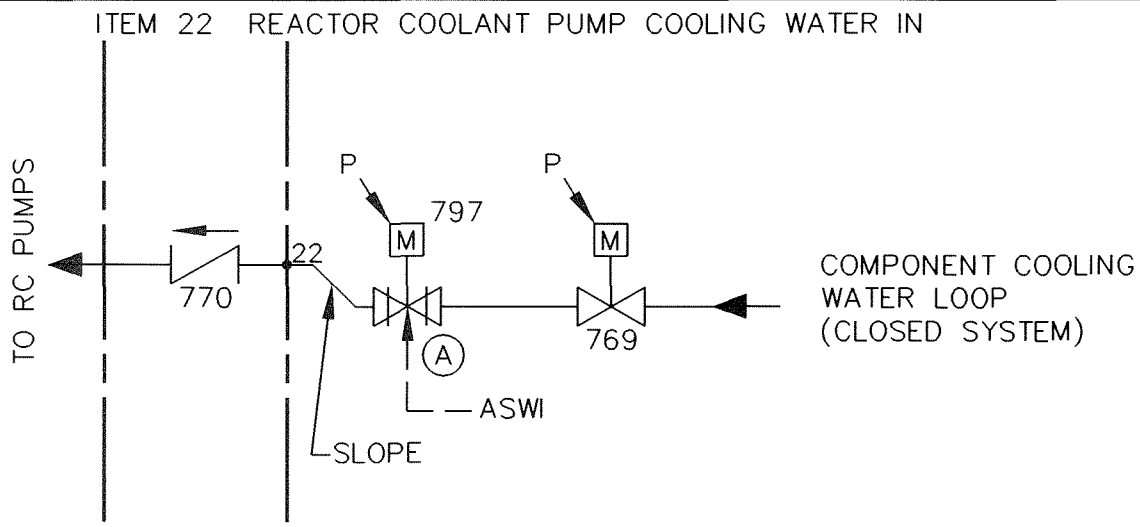 ITEM 22 REACTOR COOLANT PUMP COOLING WATER IN
TO RC PUMPS
P
P
797
M
M
22
770
COMPONENT COOLING
WATER LOOP
(CLOSED SYSTEM)
769
A
ASWI
SLOPE